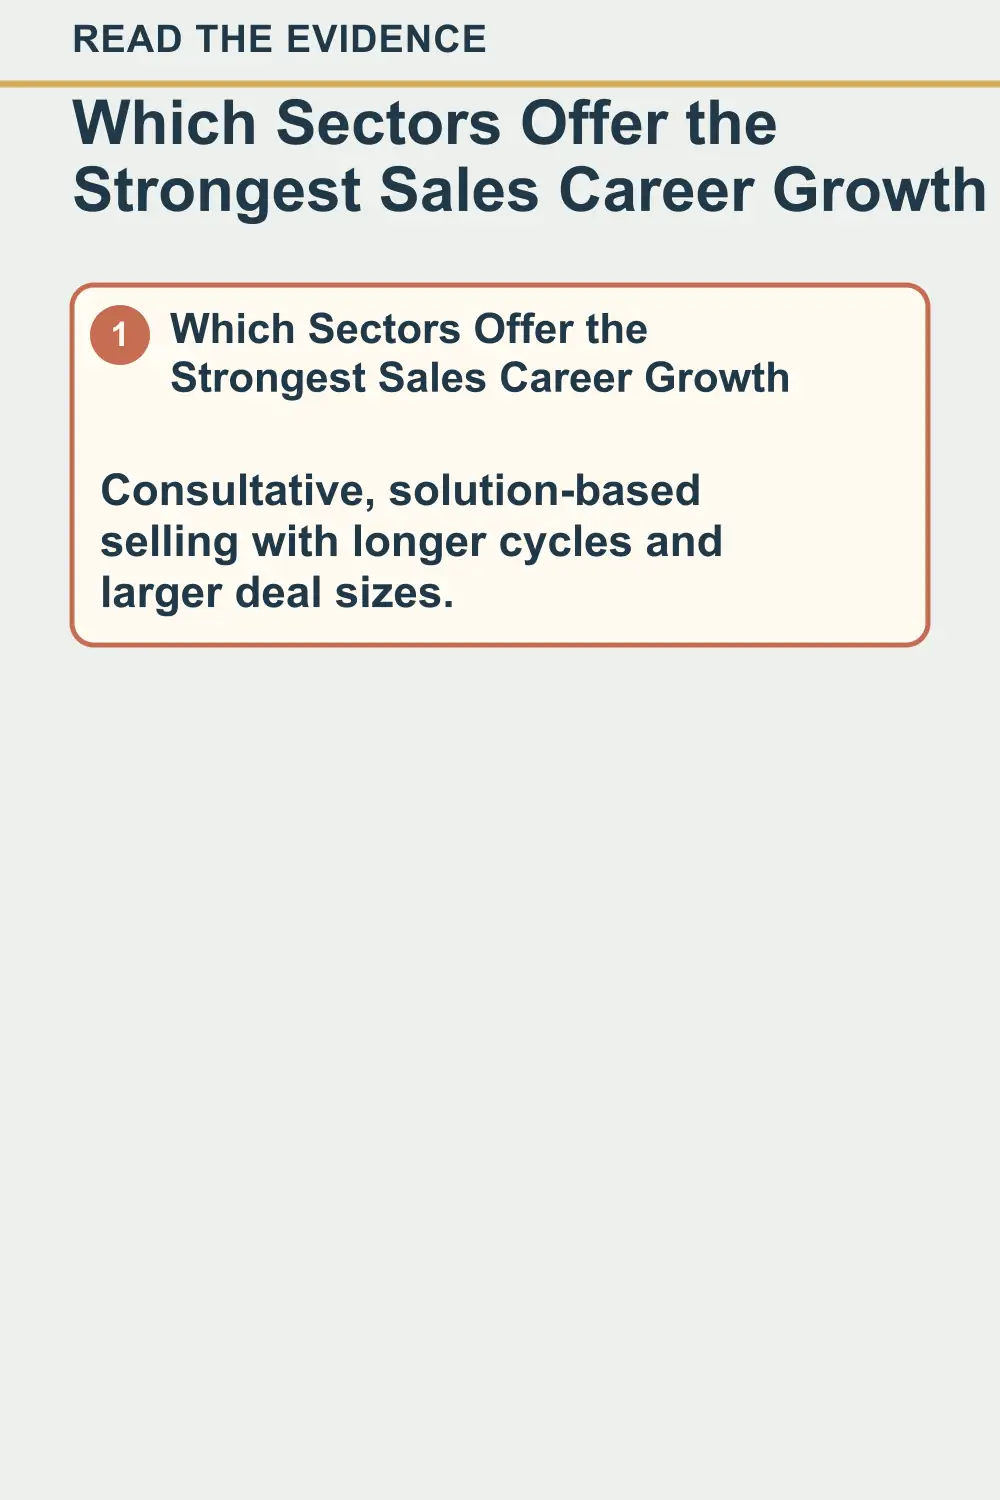 READ THE EVIDENCE
Which Sectors Offer the
Strongest Sales Career Growth
1
Which Sectors Offer the
Strongest Sales Career Growth
Consultative, solution-based
selling with longer cycles and
larger deal sizes.